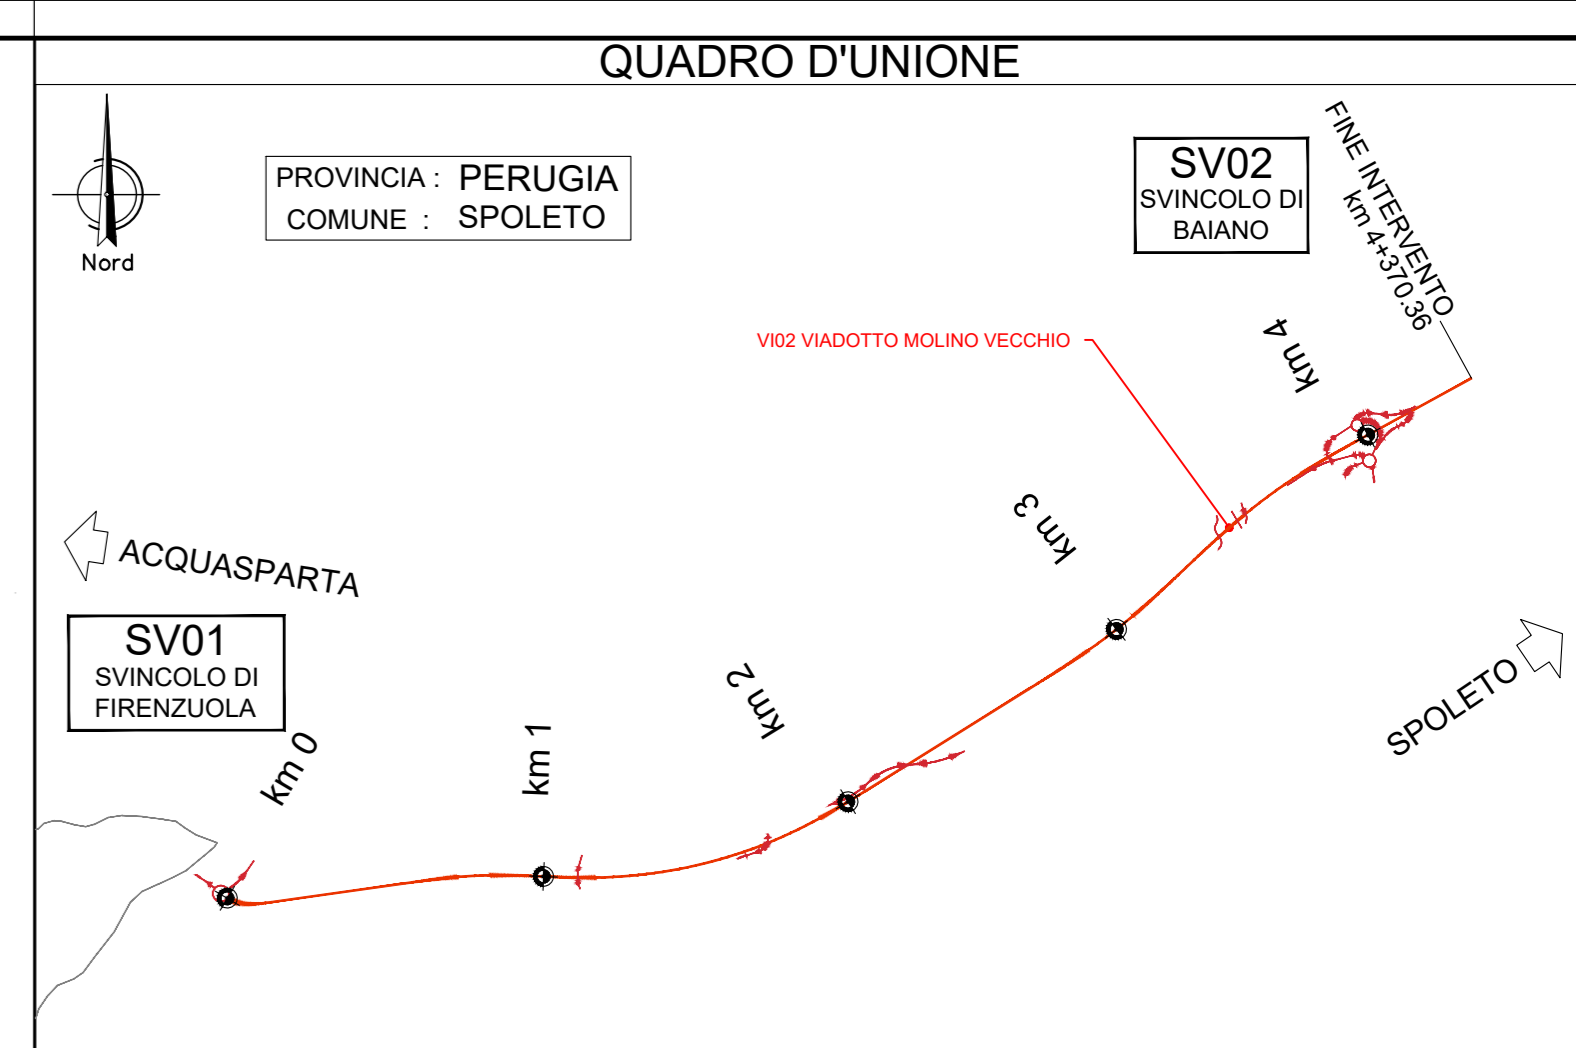 QUADRO D'UNIONE
Nord
PROVINCIA : PERUGIA
COMUNE : SPOLETO
SV02
SVINCOLO DI
BAIANO
FINE INTERVENTO
km 4+370.36
VI02 VIADOTTO MOLINO VECCHIO
km 4
km 3
ACQUASPARTA
SV01
SVINCOLO DI
FIRENZUOLA
km 2
SPOLETO
km 1
km 0